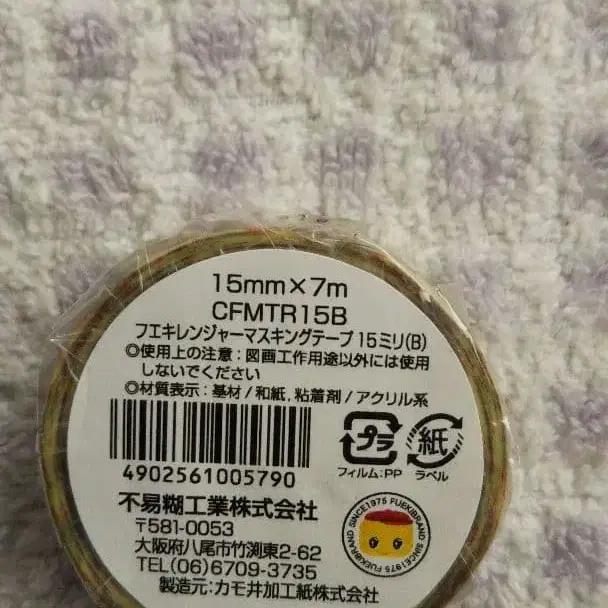 15mm×7m
CFMTR15B
フエキレンジャーマスキングテープ 15ミリ(B)
◎使用上の注意：図画工作用途以外には使用
しないでください
◎材質表示：基材/和紙,粘着剤/アクリル系
4902561005790
プラ
フィルム：PP
紙
ラベル
不易糊工業株式会社
〒581-0053
大阪府八尾市竹渕東2-62
TEL(06)6709-3735
製造元：カモ井加工紙株式会社
SINCE1975 FUEKIBRAND SINCE1975 FUEKIBRAND